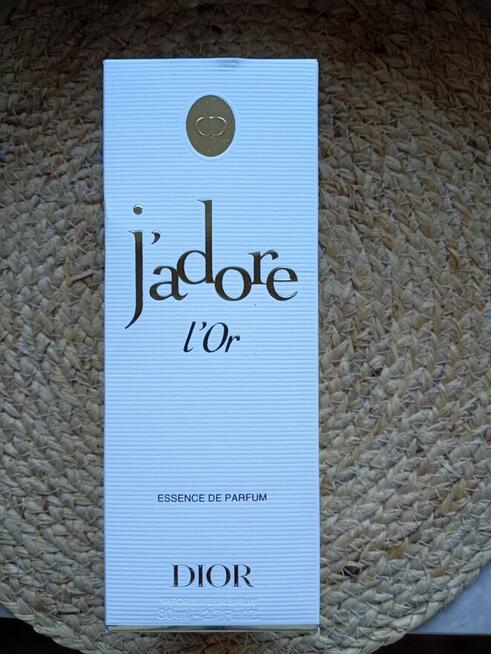 j'adore
l'Or
ESSENCE DE PARFUM
DIOR